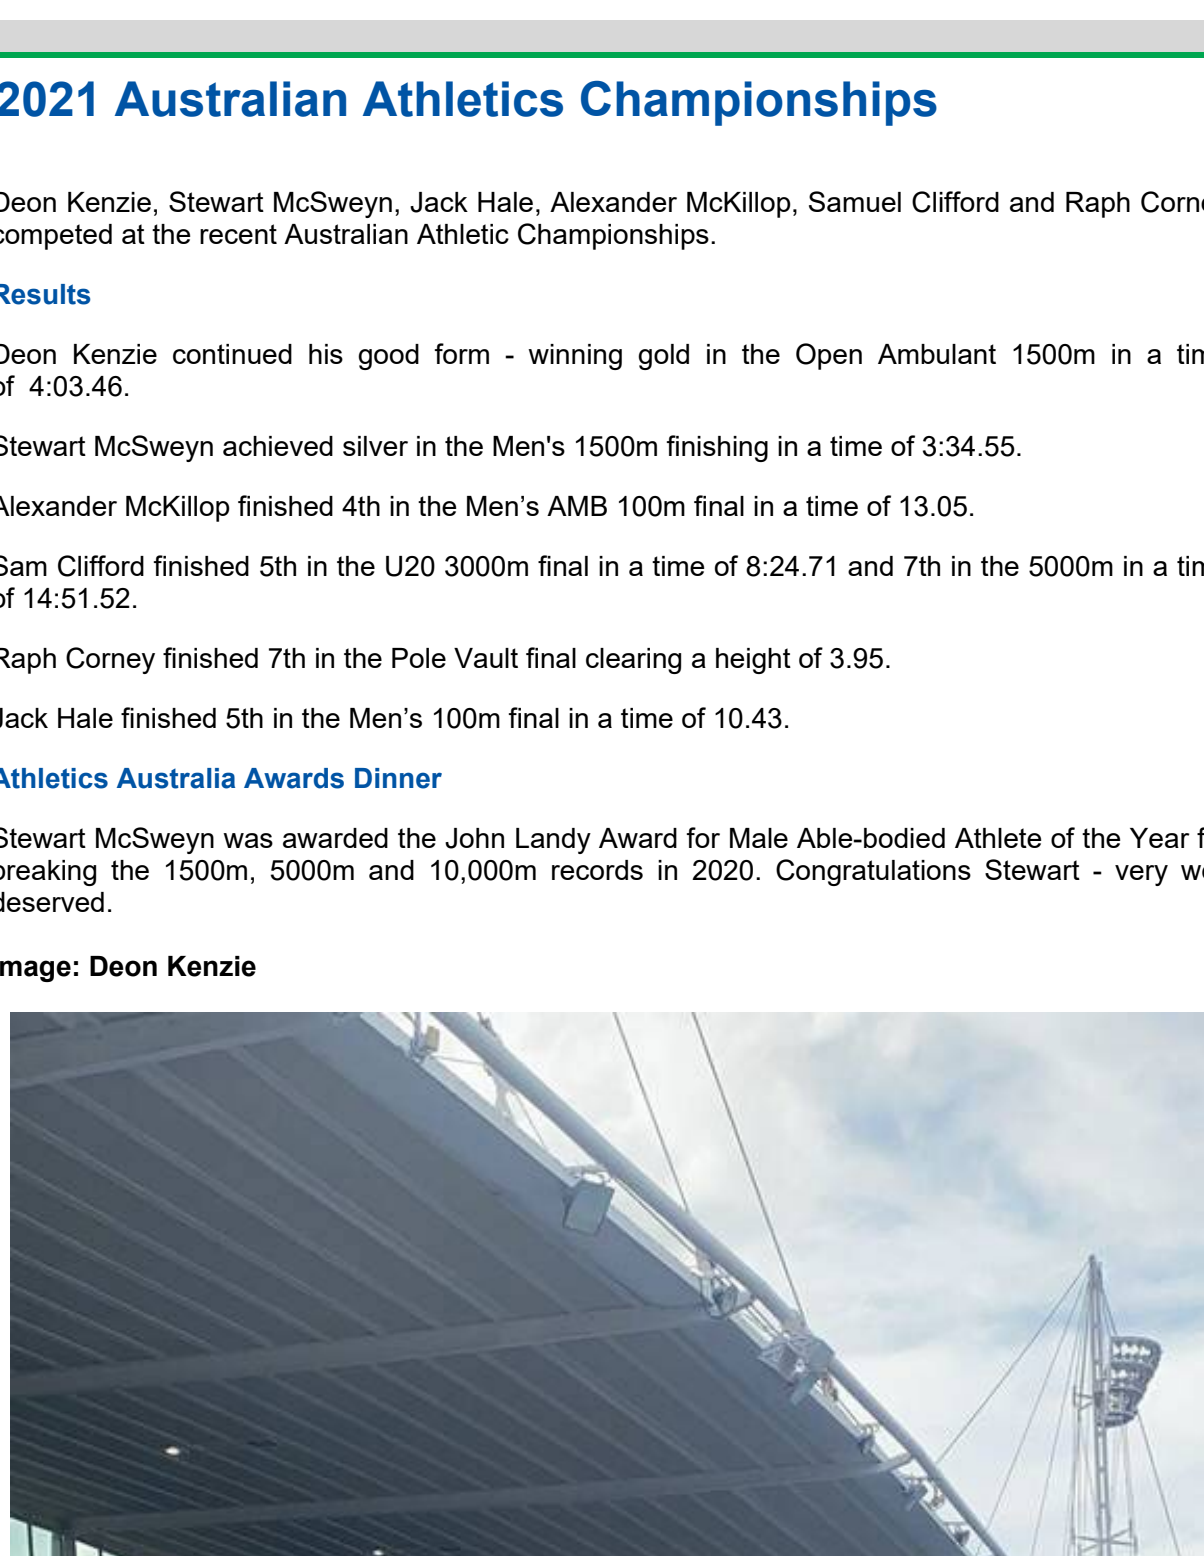 2021 Australian Athletics Championships
Deon Kenzie, Stewart McSweyn, Jack Hale, Alexander McKillop, Samuel Clifford and Raph
competed at the recent Australian Athletic Championships.
Results
Deon Kenzie continued his good form - winning gold in the Open Ambulant 1500m in a
of 4:03.46.
Stewart McSweyn achieved silver in the Men's 1500m finishing in a time of 3:34.55.
Alexander McKillop finished 4th in the Men’s AMB 100m final in a time of 13.05.
Sam Clifford finished 5th in the U20 3000m final in a time of 8:24.71 and 7th in the 5000m in a
of 14:51.52.
Raph Corney finished 7th in the Pole Vault final clearing a height of 3.95.
Jack Hale finished 5th in the Men’s 100m final in a time of 10.43.
Athletics Australia Awards Dinner
Stewart McSweyn was awarded the John Landy Award for Male Able-bodied Athlete of the Year
breaking the 1500m, 5000m and 10,000m records in 2020. Congratulations Stewart - very
deserved.
Image: Deon Kenzie